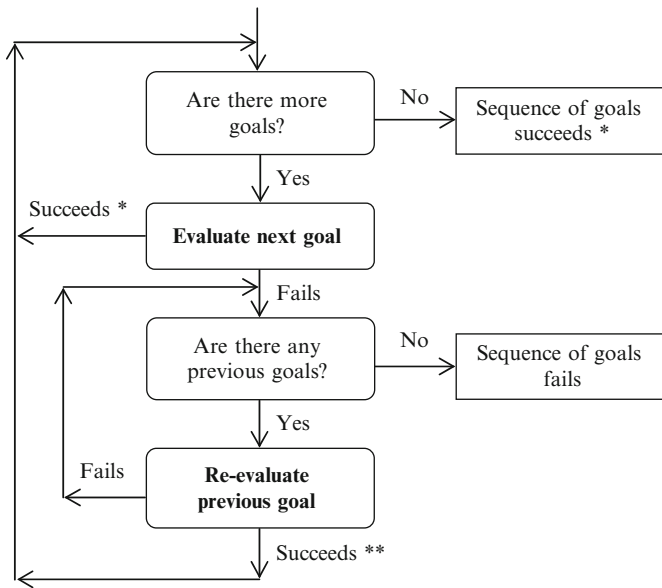 Are there more
goals?
No
Sequence of goals
succeeds *
Yes
Succeeds *
Evaluate next goal
Fails
Are there any
previous goals?
No
Sequence of goals
fails
Yes
Fails
Re-evaluate
previous goal
Succeeds **